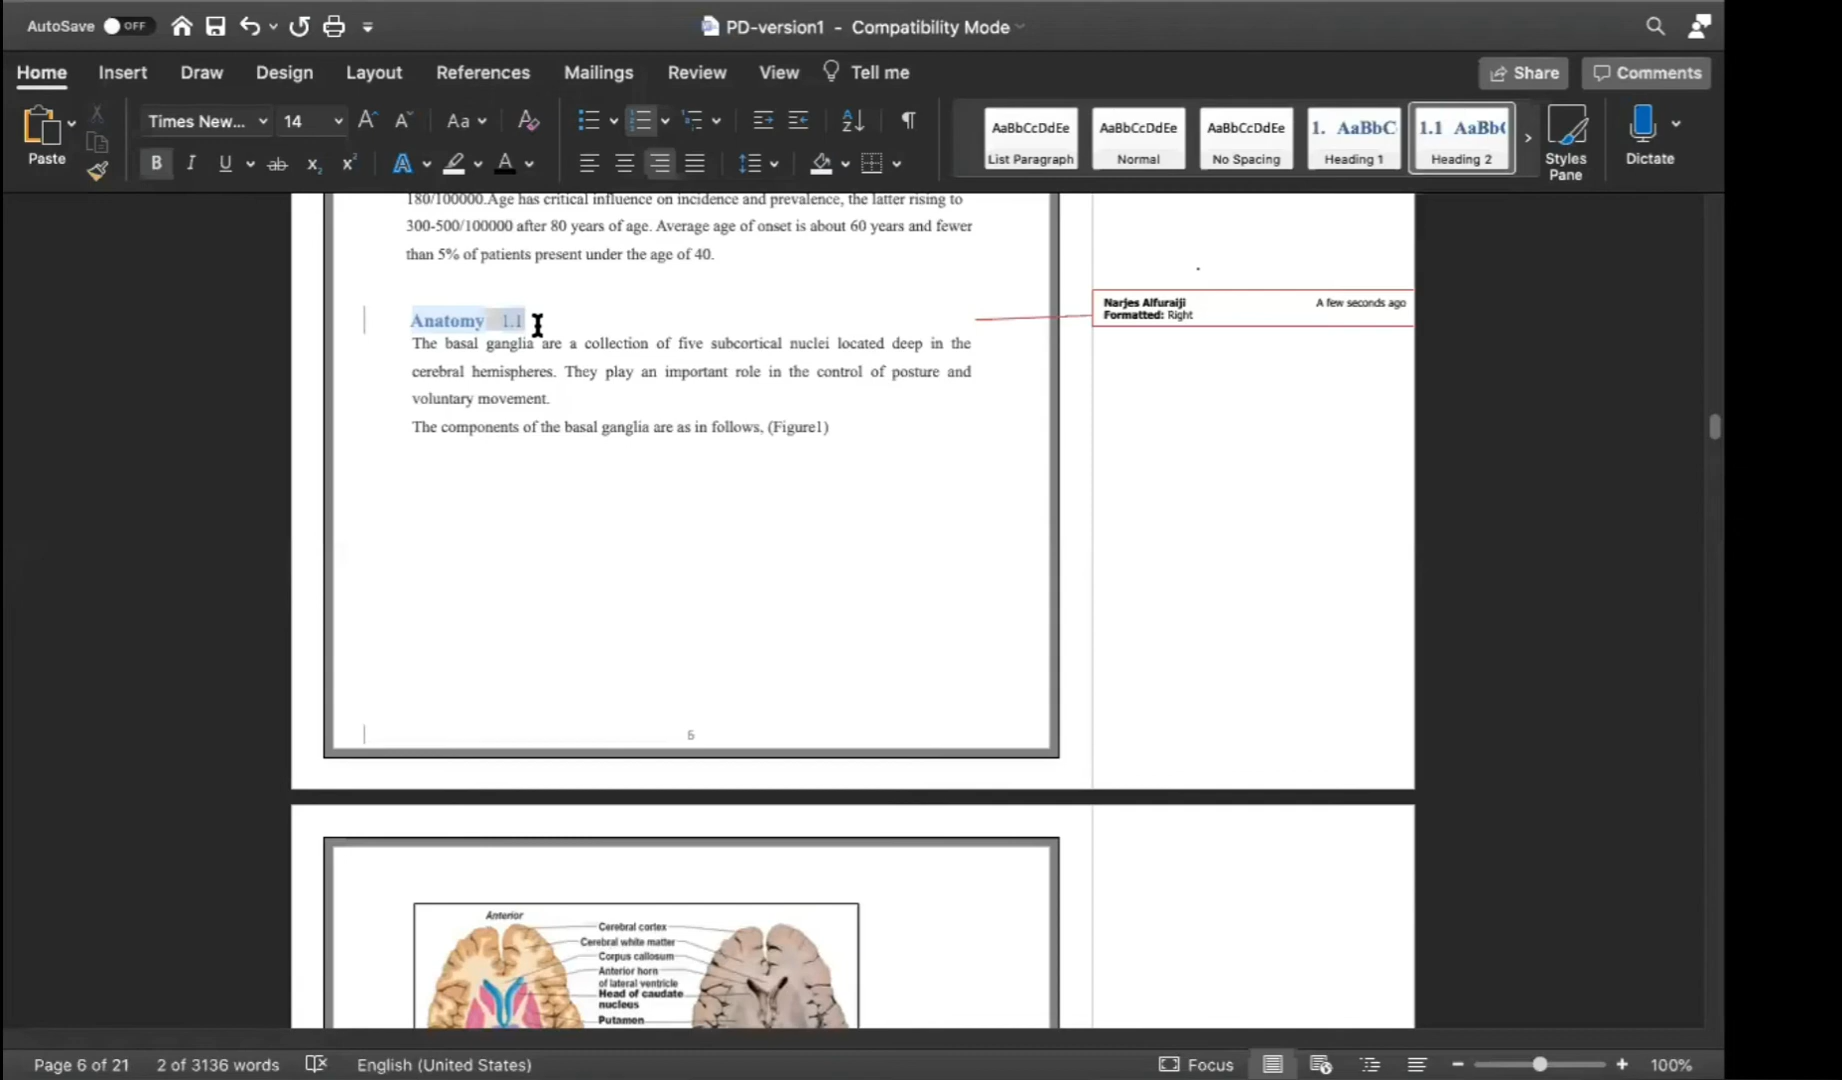 AutoSave OFF
PD-version1 - Compatibility Mode
Home Insert Draw Design Layout References Mailings Review View Tell me
Share Comments
Paste
Times New... 14
Aa
AaBbCcDdEe AaBbCcDdEe AaBbCcDdEe 1. AaBbC 1.1 AaBb(
List Paragraph Normal No Spacing Heading 1 Heading 2
Styles Pane
Dictate
180/100000.Age has critical influence on incidence and prevalence, the latter rising to
300-500/100000 after 80 years of age. Average age of onset is about 60 years and fewer
than 5% of patients present under the age of 40.
Narjes Alfuraiji A few seconds ago
Formatted: Right
Anatomy 1.1
The basal ganglia are a collection of five subcortical nuclei located deep in the
cerebral hemispheres. They play an important role in the control of posture and
voluntary movement.
The components of the basal ganglia are as in follows, (Figure1)
6
Anterior
Cerebral cortex
Cerebral white matter
Corpus callosum
Anterior horn
of lateral ventricle
Head of caudate
nucleus
Putamen
Page 6 of 21 2 of 3136 words English (United States) Focus 100%